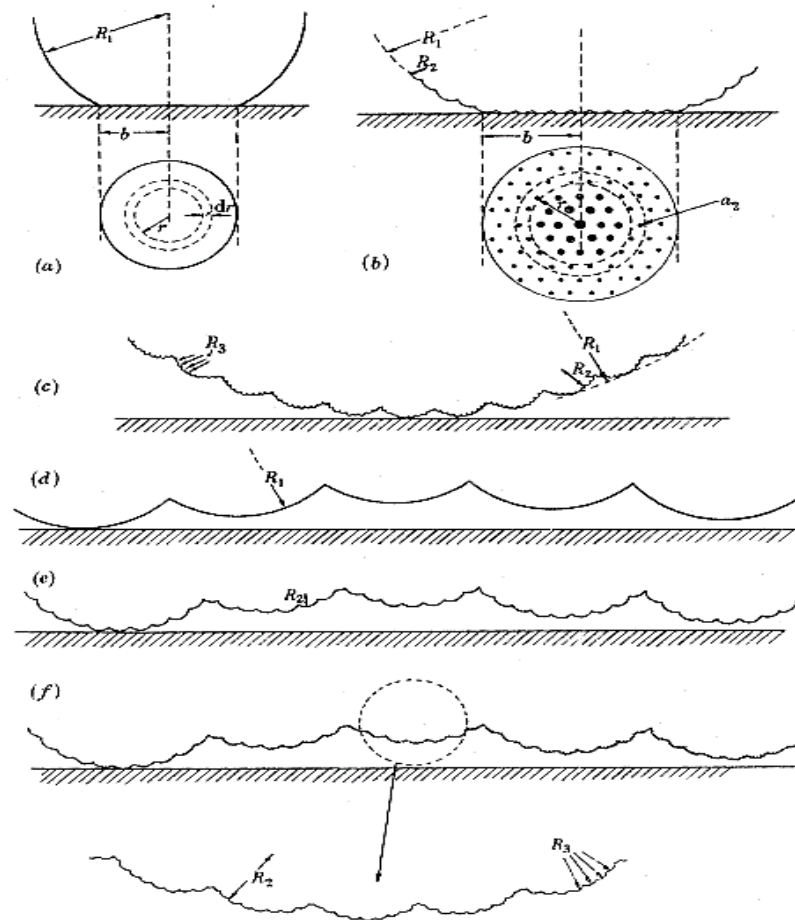 R₁
b
r
dr
(a)
R₁
R₂
b
r
a₂
(b)
R₃
R₁
R₂
(c)
(d)
R₁
(e)
R₂
(f)
R₂
R₃